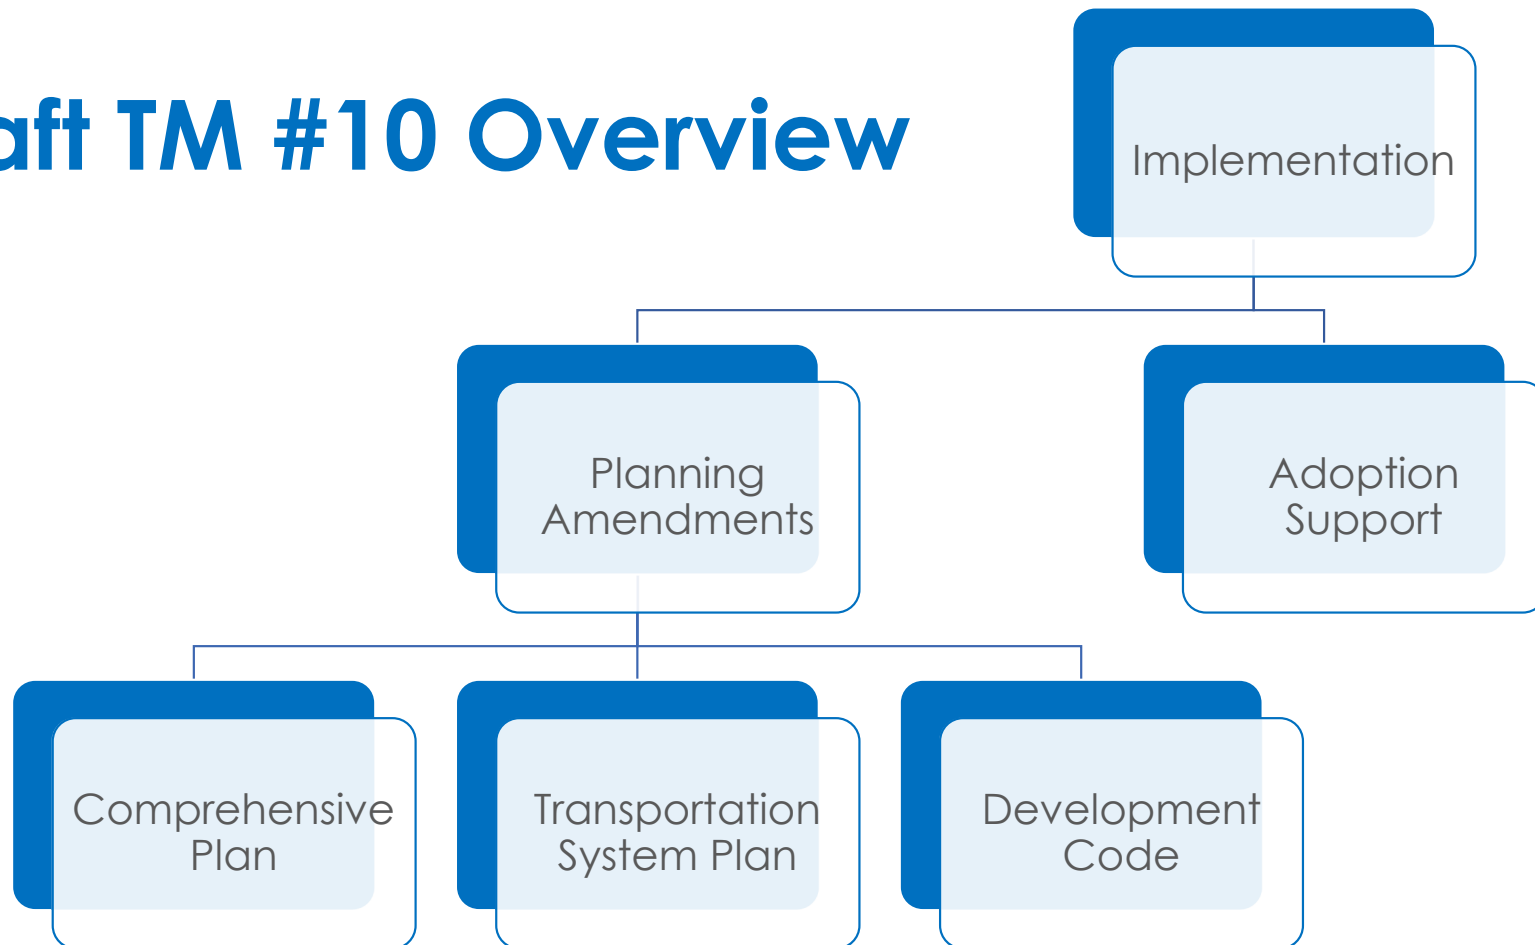 aft TM #10 Overview
Implementation
Planning
Amendments
Adoption
Support
Comprehensive
Plan
Transportation
System Plan
Development
Code